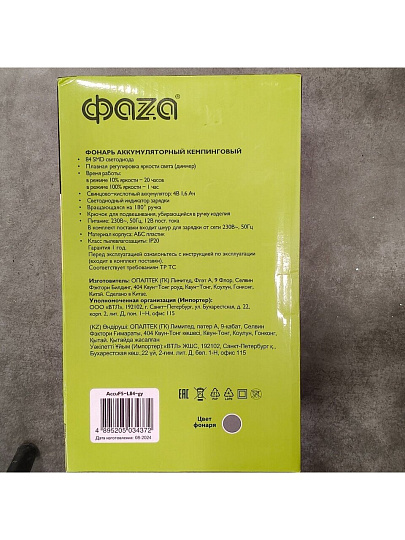 фаzа
ФОНАРЬ АККУМУЛЯТОРНЫЙ КЕМПИНГОВЫЙ
• 84 SMD светодиода
• Плавная регулировка яркости света (диммер)
• Время работы:
в режиме 10% яркости – 20 часов
в режиме 100% яркости – 1 час
• Свинцово-кислотный аккумулятор: 4В 1,6 Ач
• Светодиодный индикатор зарядки
• Вращающаяся на 180° ручка
• Крючок для подвешивания, убирающийся в ручку изделия
• Питание: 230В~, 50Гц, 12В пост. тока
• В комплект поставки входит шнур для зарядки от сети 230В~, 50Гц
• Материал корпуса: АБС пластик
• Класс пылевлагозащиты: IP20
Гарантия 1 год.
Перед эксплуатацией ознакомьтесь с инструкцией по эксплуатации
(входит в комплект поставки).
Соответствует требованиям ТР ТС
Изготовитель: ОПАЛТЕК (ГК) Лимитед, Флат А, 9 Флор, Селвин
Фэктори Билдинг, 404 Квун Тонг роуд, Квун-Тонг, Коулун, Гонконг,
Китай. Сделано в Китае.
Уполномоченная организация (Импортер):
ООО «ВТЛ», 192102, г. Санкт-Петербург, ул. Бухарестская, д. 22,
корп. 2, лит. Д, пом. 1-Н, офис 115
(KZ) Өндіруші: ОПАЛТЕК (ГК) Лимитед, пәтер А, 9-қабат, Селвин
Фэктори Ғимараты, 404 Квун-Тонг көшесі, Квун-Тонг, Коулун, Гонконг,
Қытай. Қытайда жасалған
Уәкілетті Ұйым (Импортер) «ВТЛ» ЖШС, 192102, Санкт-Петербург қ.,
Бухарестская көш., 22 үй, 2-ғим. лит. Д, бөл. 1-Н, офис 115
AccuF5-L84-gy
4 895205 034372
Дата изготовления: 08-2024
EAC
Цвет
фонаря